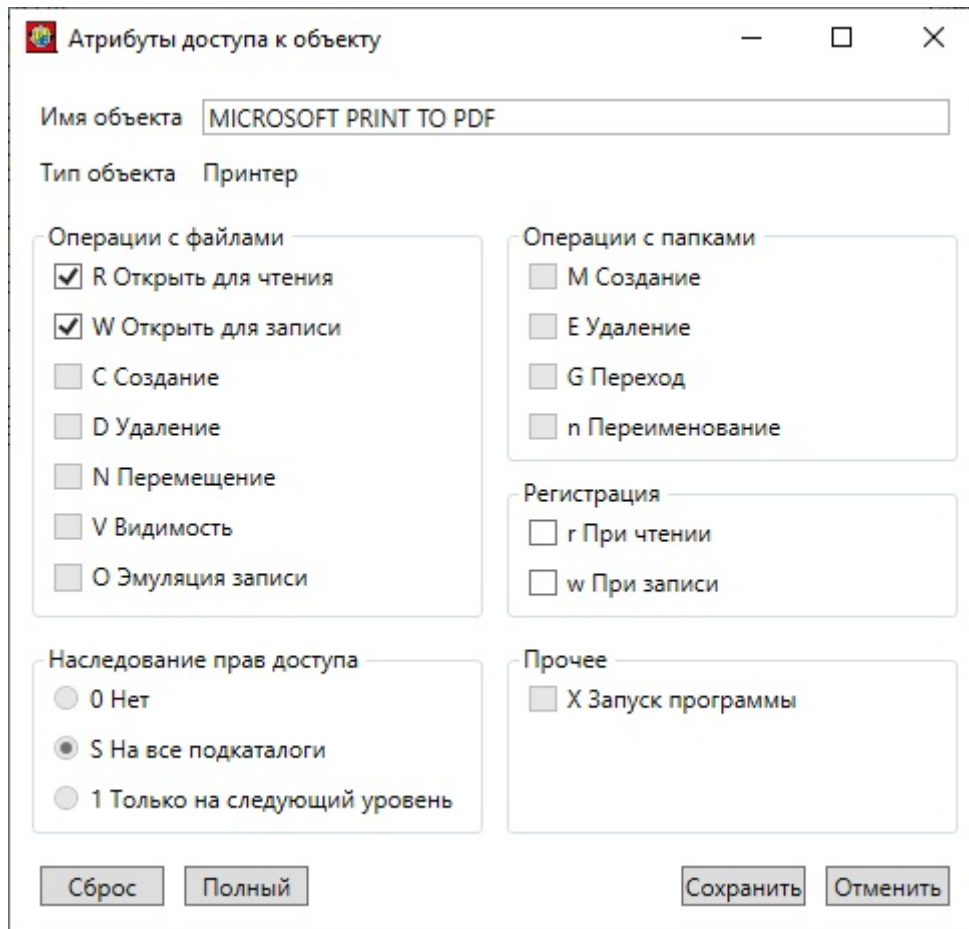 Атрибуты доступа к объекту
Имя объекта MICROSOFT PRINT TO PDF
Тип объекта Принтер
Операции с файлами
R Открыть для чтения
W Открыть для записи
C Создание
D Удаление
N Перемещение
V Видимость
O Эмуляция записи
Операции с папками
M Создание
E Удаление
G Переход
n Переименование
Регистрация
r При чтении
w При записи
Наследование прав доступа
0 Нет
S На все подкаталоги
1 Только на следующий уровень
Прочее
X Запуск программы
Сброс Полный Сохранить Отменить